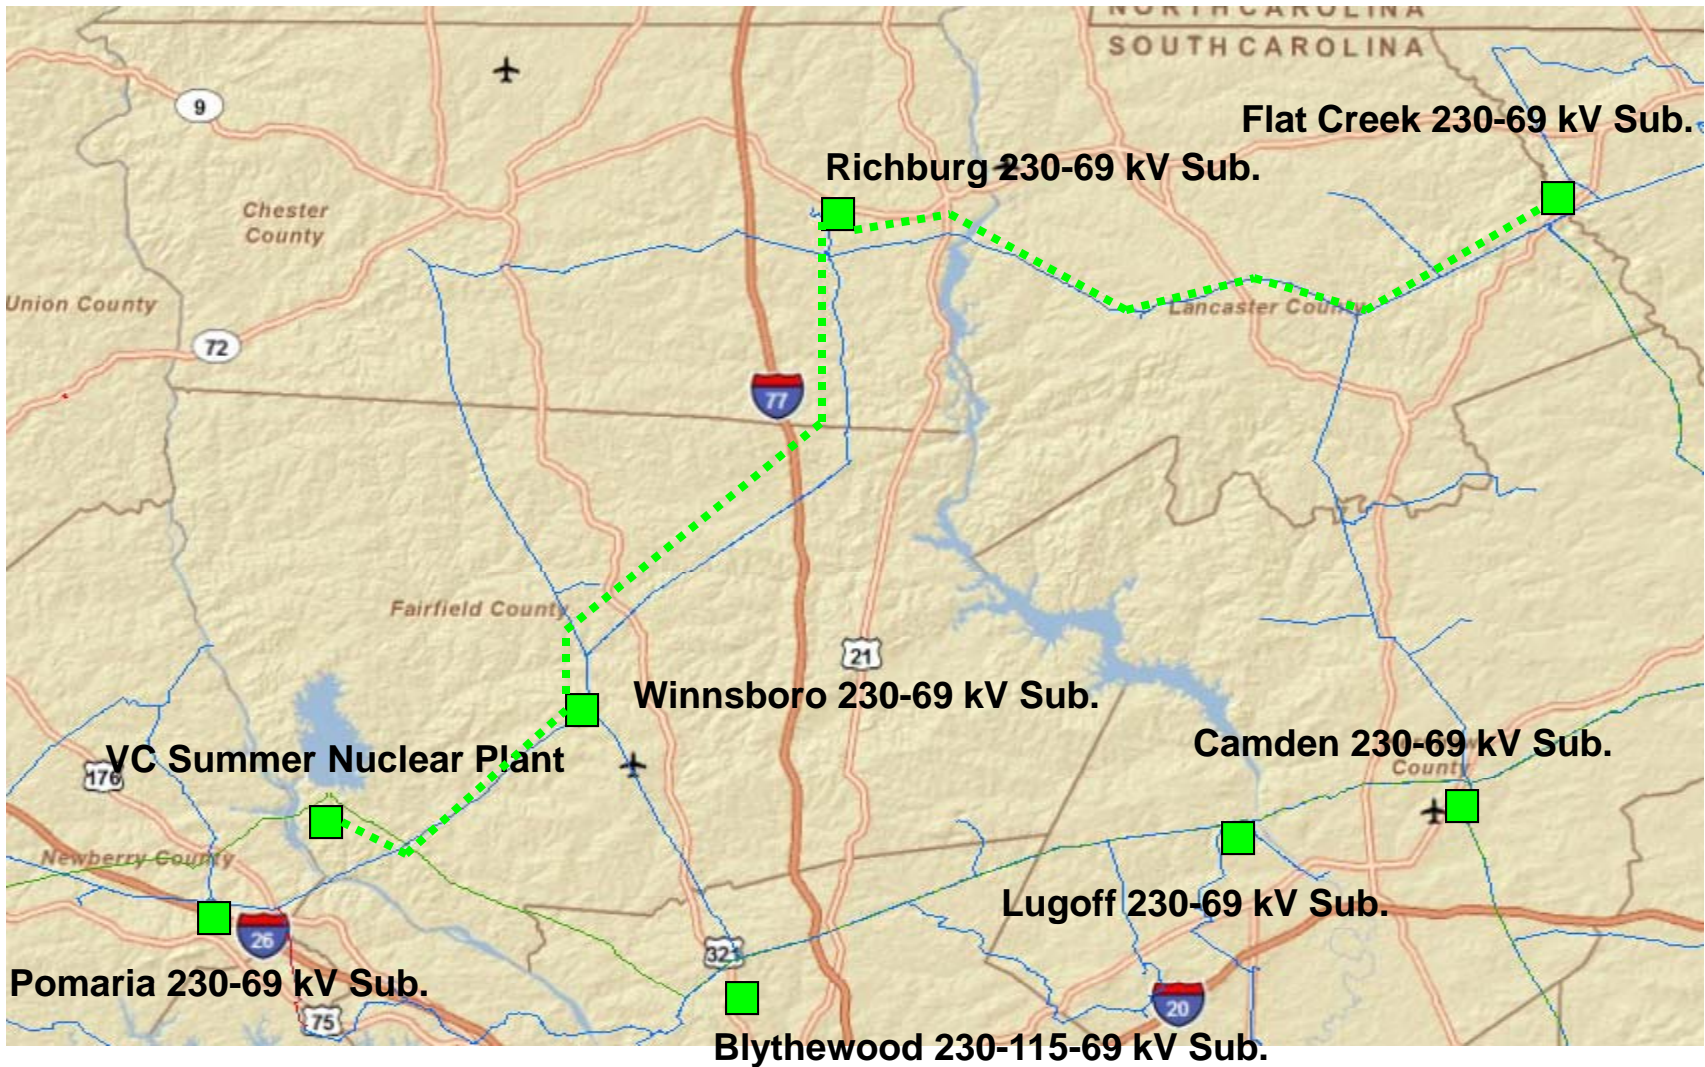 NORTH CAROLINA
SOUTH CAROLINA
9
Flat Creek 230-69 kV Sub.
Richburg 230-69 kV Sub.
Chester
County
Union County
Lancaster County
72
77
Fairfield County
21
Winnsboro 230-69 kV Sub.
Camden 230-69 kV Sub.
County
VC Summer Nuclear Plant
176
Newberry County
Lugoff 230-69 kV Sub.
26
321
Pomaria 230-69 kV Sub.
75
20
Blythewood 230-115-69 kV Sub.